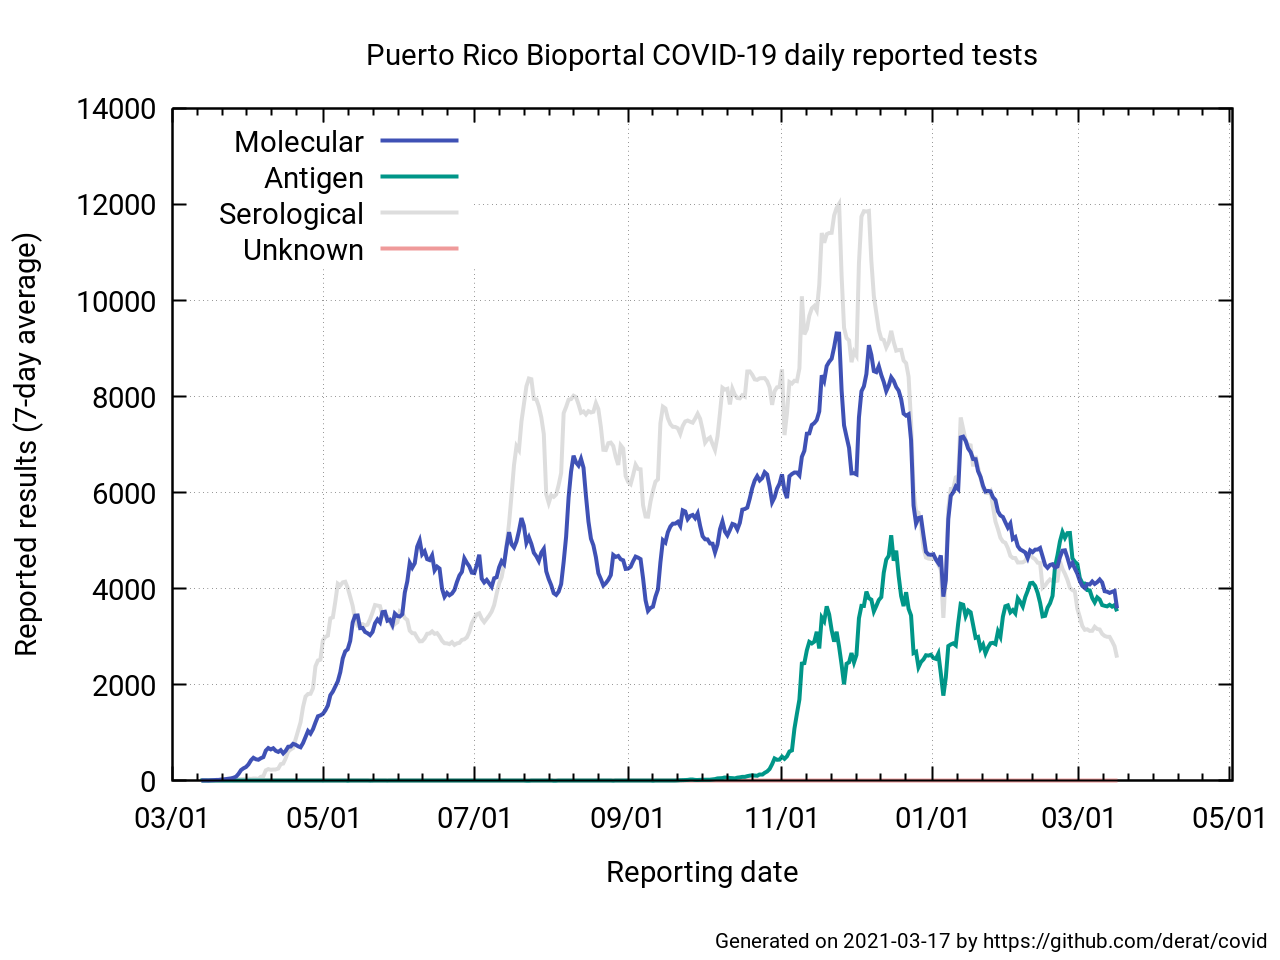 Puerto Rico Bioportal COVID-19 daily reported tests
14000
12000
10000
8000
6000
4000
2000
0
Molecular
Antigen
Serological
Unknown
Reported results (7-day average)
03/01 05/01 07/01 09/01 11/01 01/01 03/01 05/01
Reporting date
Generated on 2021-03-17 by https://github.com/derat/covid